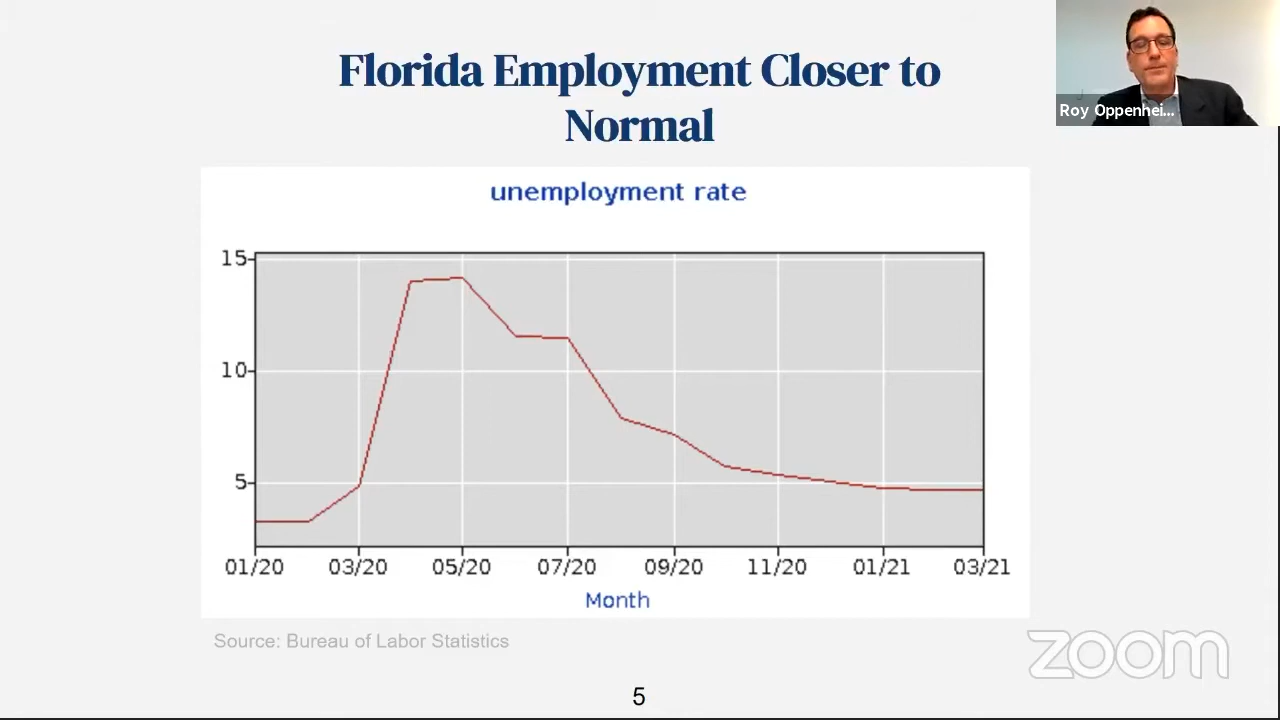 Florida Employment Closer to
Normal
Roy Oppenhei...
unemployment rate
15
10
5
01/20 03/20 05/20 07/20 09/20 11/20 01/21 03/21
Month
Source: Bureau of Labor Statistics
zoom
5